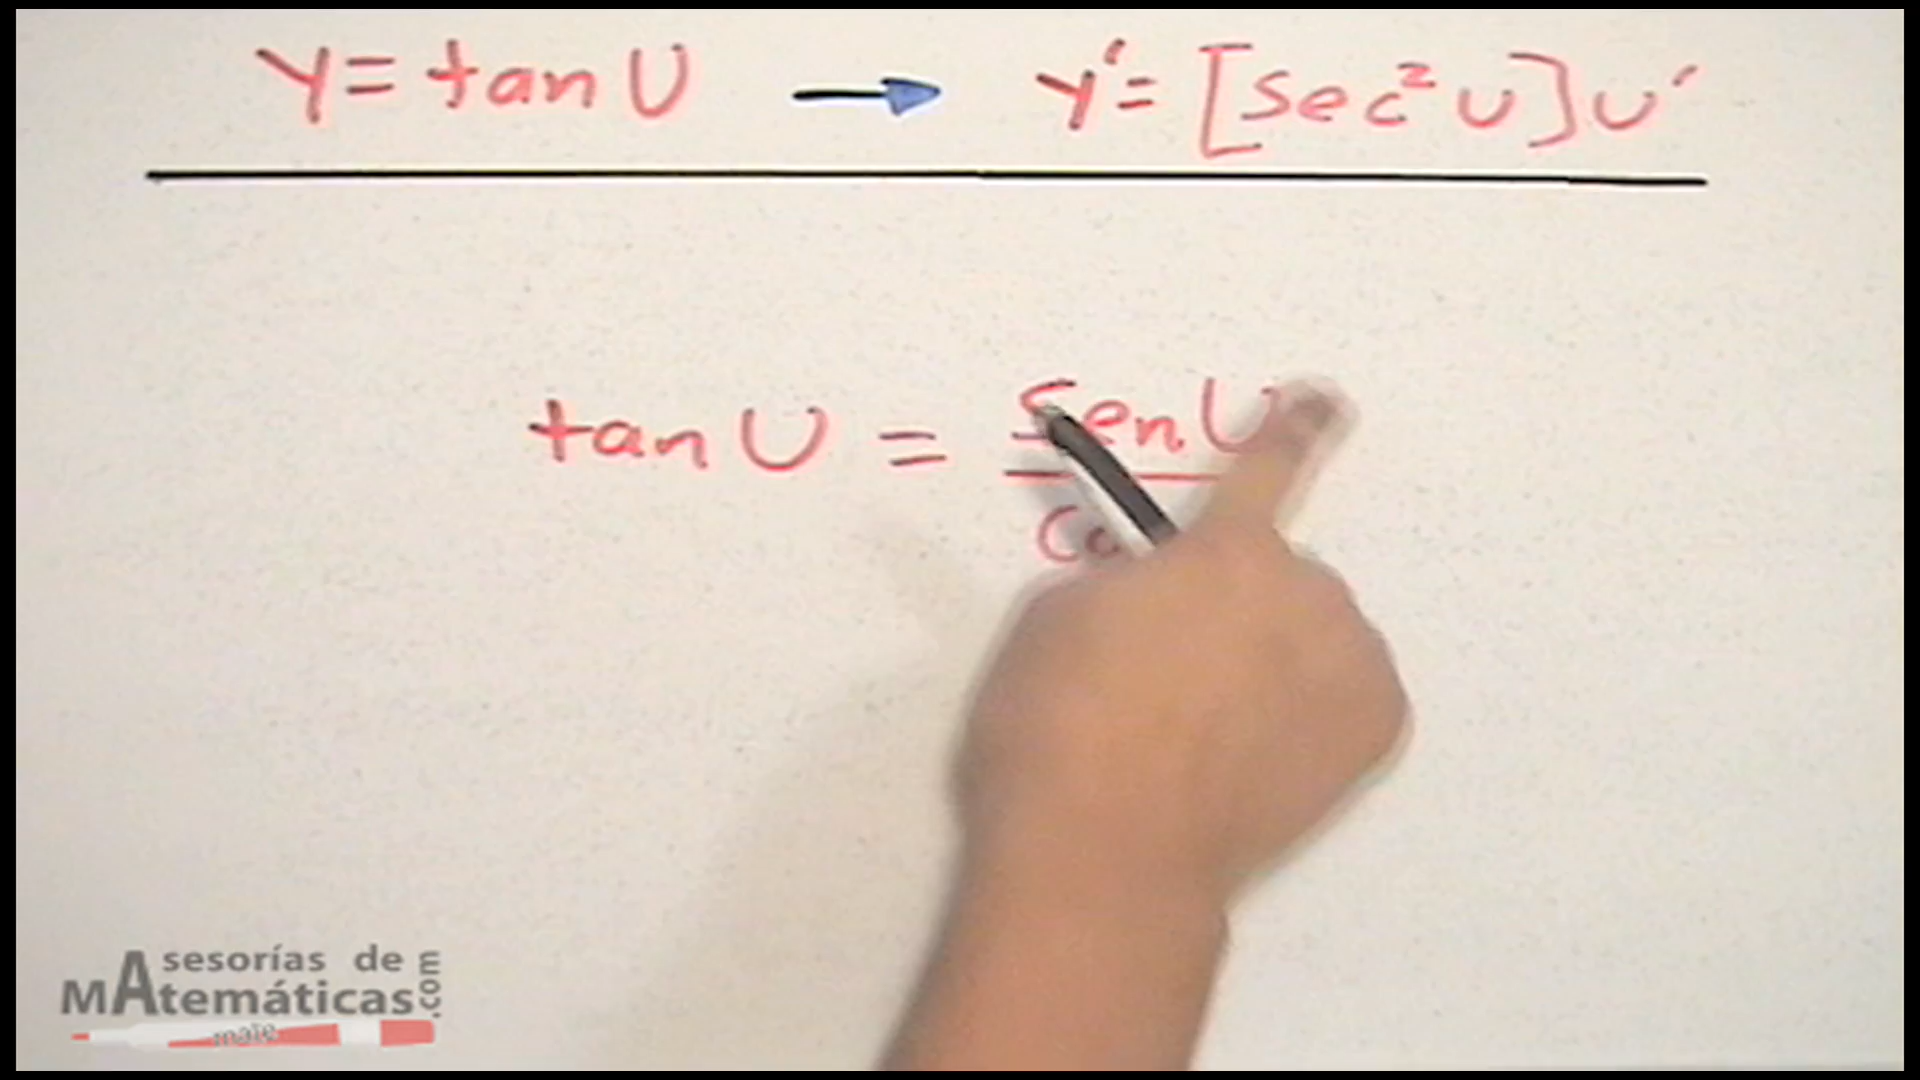 Y = tan U → y' = [sec² u] u'
tan U = Sen U
Asesorías de
MAtemáticas.com